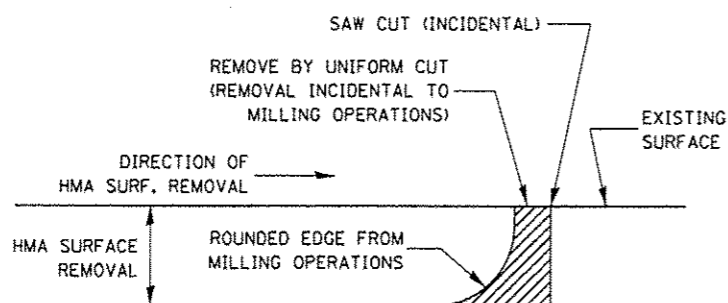 SAW CUT (INCIDENTAL)
REMOVE BY UNIFORM CUT
(REMOVAL INCIDENTAL TO
MILLING OPERATIONS)
EXISTING
SURFACE
DIRECTION OF
HMA SURF. REMOVAL
HMA SURFACE
REMOVAL
ROUNDED EDGE FROM
MILLING OPERATIONS